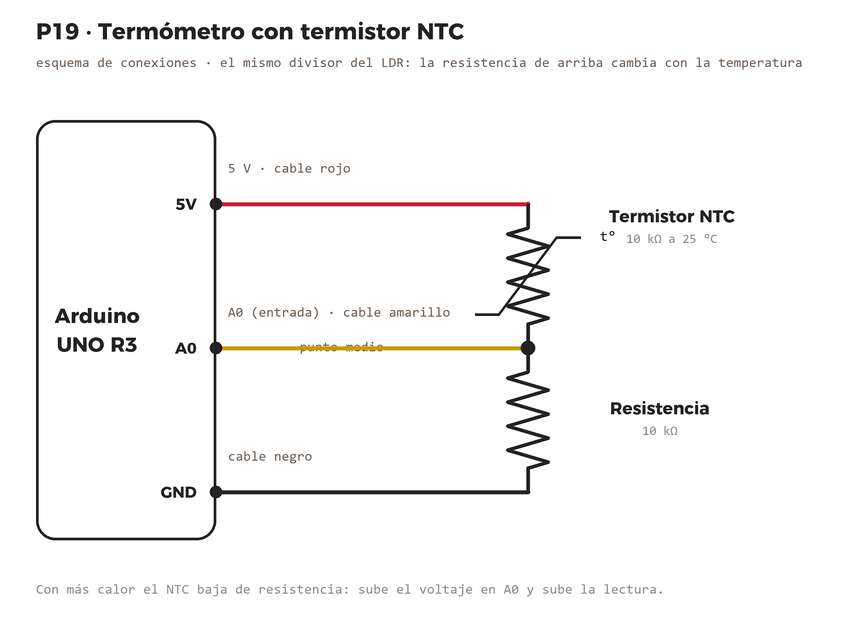 P19 · Termómetro con termistor NTC
esquema de conexiones · el mismo divisor del LDR: la resistencia de arriba cambia con la temperatura
5 V · cable rojo
5V
Termistor NTC
t° 10 kΩ a 25 °C
Arduino
UNO R3
A0 (entrada) · cable amarillo
A0
punto medio
Resistencia
10 kΩ
cable negro
GND
Con más calor el NTC baja de resistencia: sube el voltaje en A0 y sube la lectura.